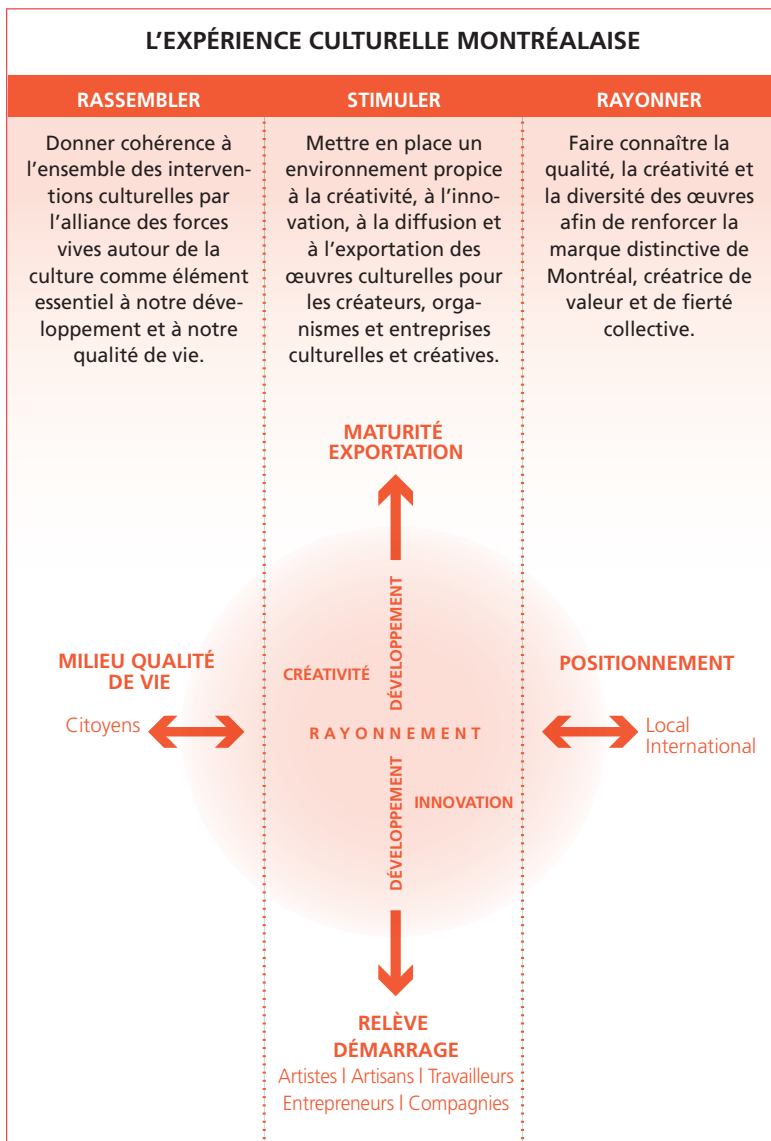 L'EXPÉRIENCE CULTURELLE MONTRÉALAISE
RASSEMBLER
Donner cohérence à
l'ensemble des interven-
tions culturelles par
l'alliance des forces
vives autour de la
culture comme élément
essentiel à notre déve-
loppement et à notre
qualité de vie.
STIMULER
Mettre en place un
environnement propice
à la créativité, à l'inno-
vation, à la diffusion et
à l'exportation des
œuvres culturelles pour
les créateurs, orga-
nismes et entreprises
culturelles et créatives.
RAYONNER
Faire connaître la
qualité, la créativité et
la diversité des œuvres
afin de renforcer la
marque distinctive de
Montréal, créatrice de
valeur et de fierté
collective.
MATURITÉ
EXPORTATION
MILIEU QUALITÉ
DE VIE
Citoyens
CRÉATIVITÉ
DÉVELOPPEMENT
RAYONNEMENT
DÉVELOPPEMENT
INNOVATION
POSITIONNEMENT
Local
International
RELÈVE
DÉMARRAGE
Artistes | Artisans | Travailleurs
Entrepreneurs | Compagnies